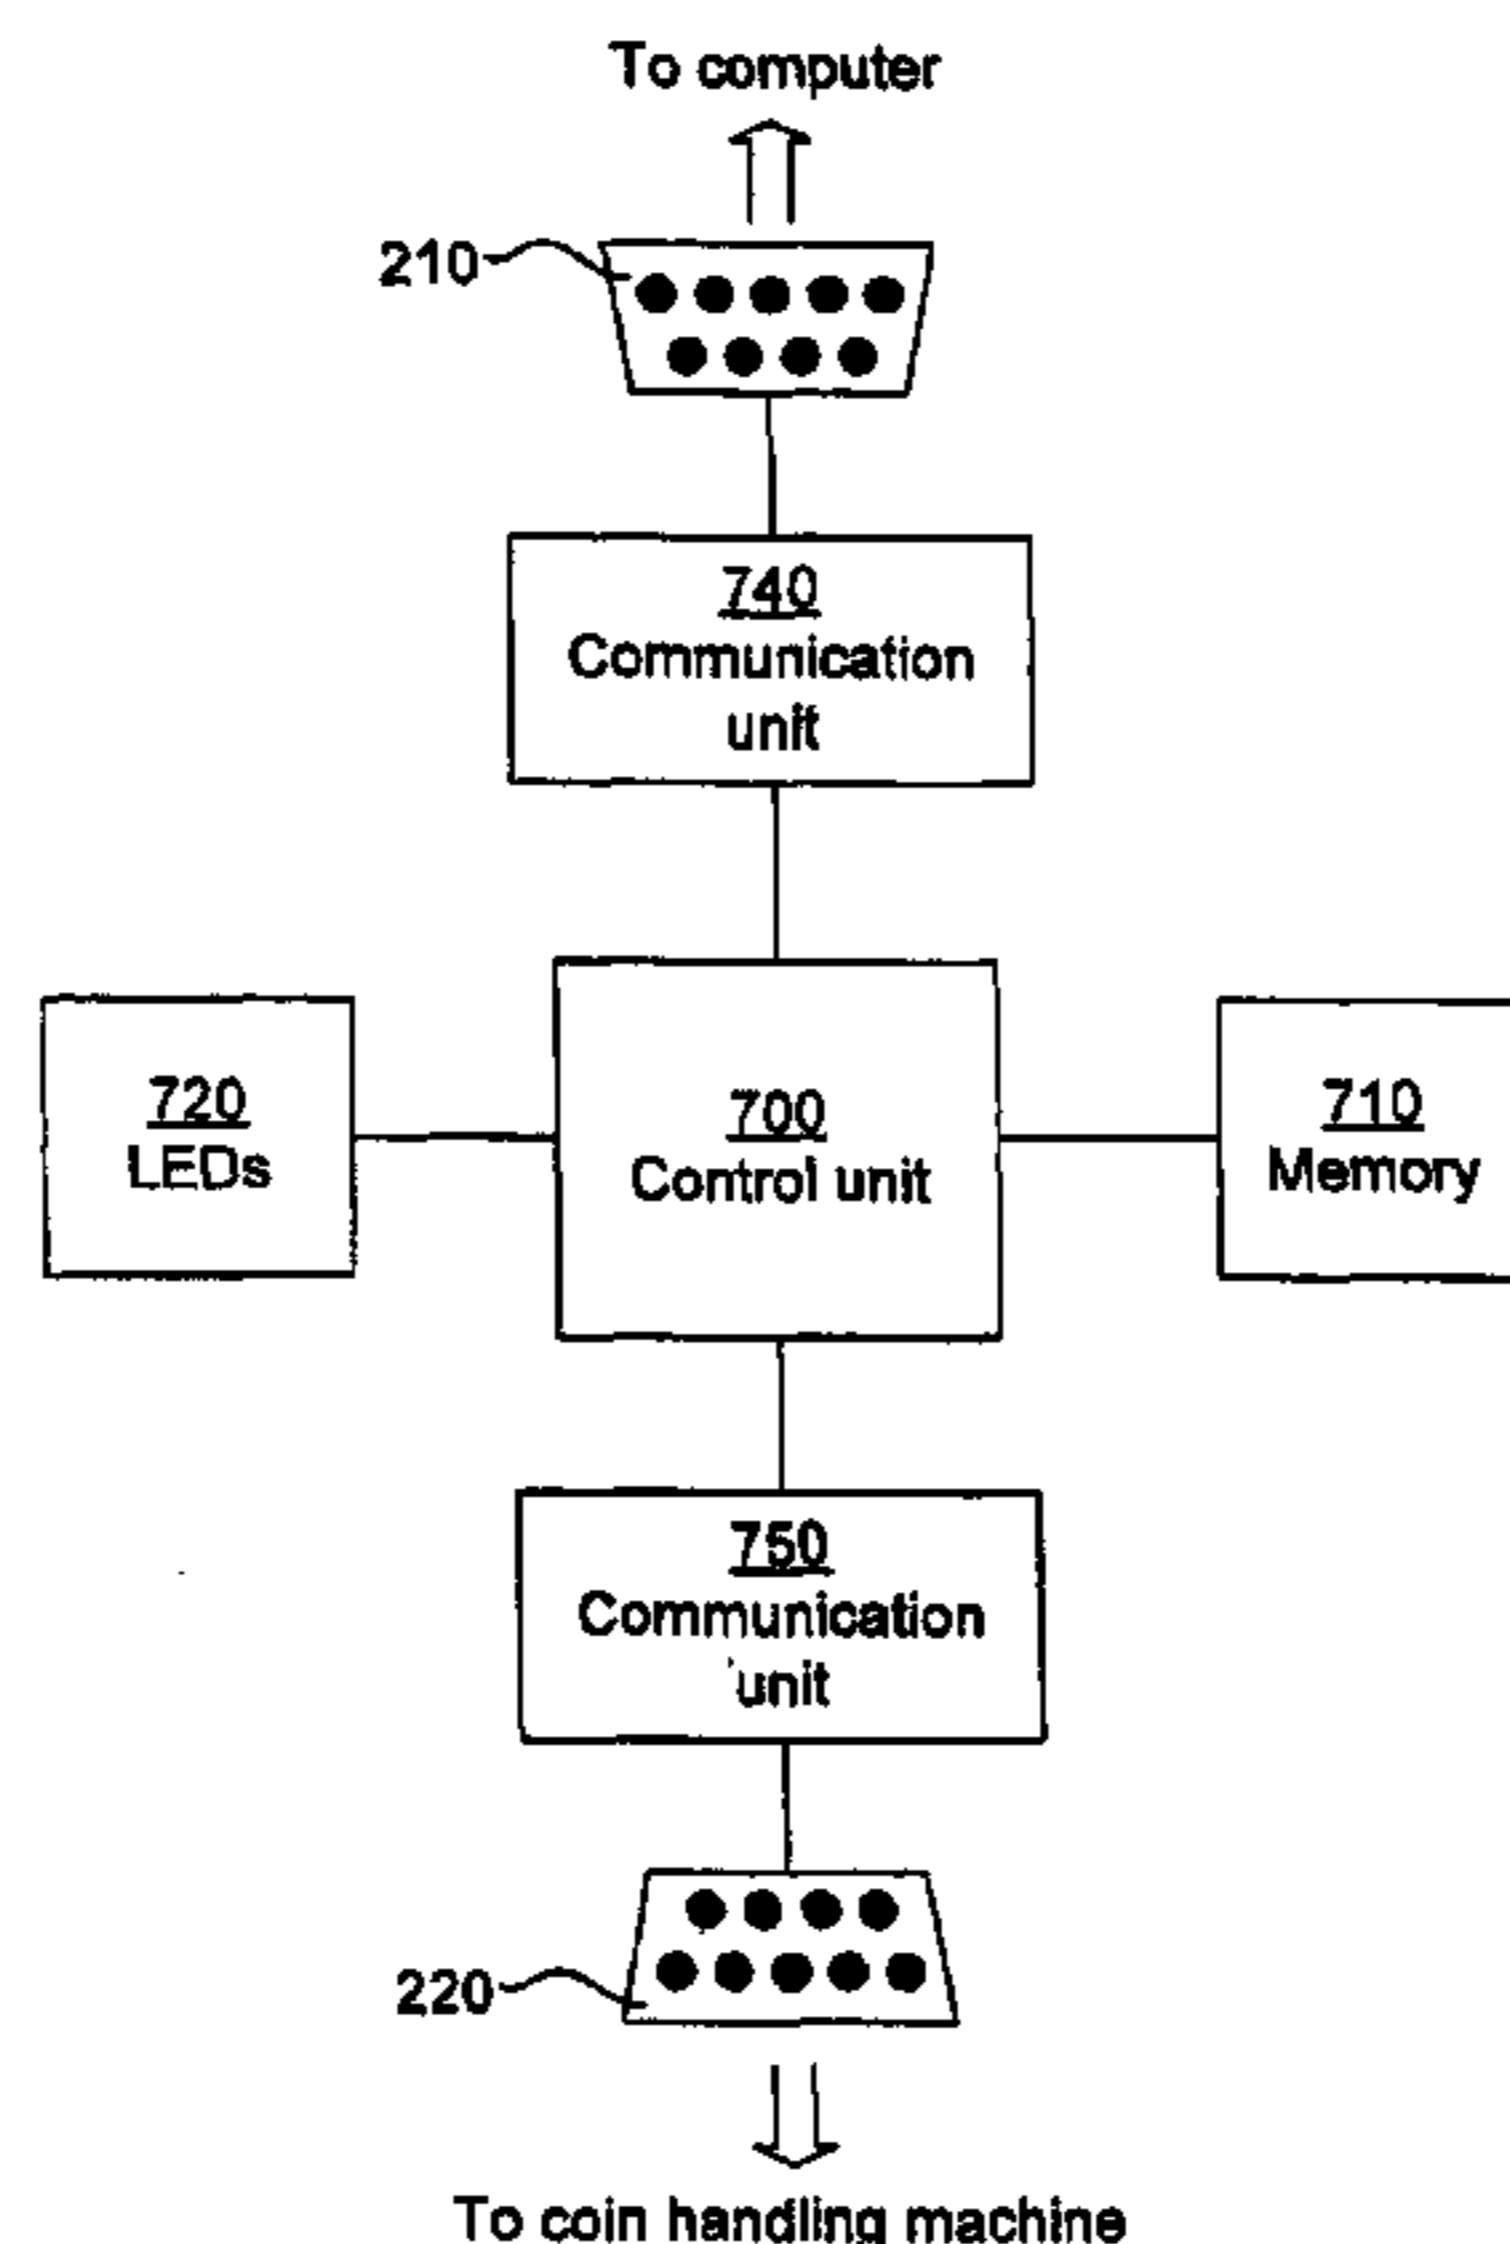 To computer
210
740
Communication
unit
720
LEDs
700
Control unit
710
Memory
750
Communication
unit
220
To coin handling machine